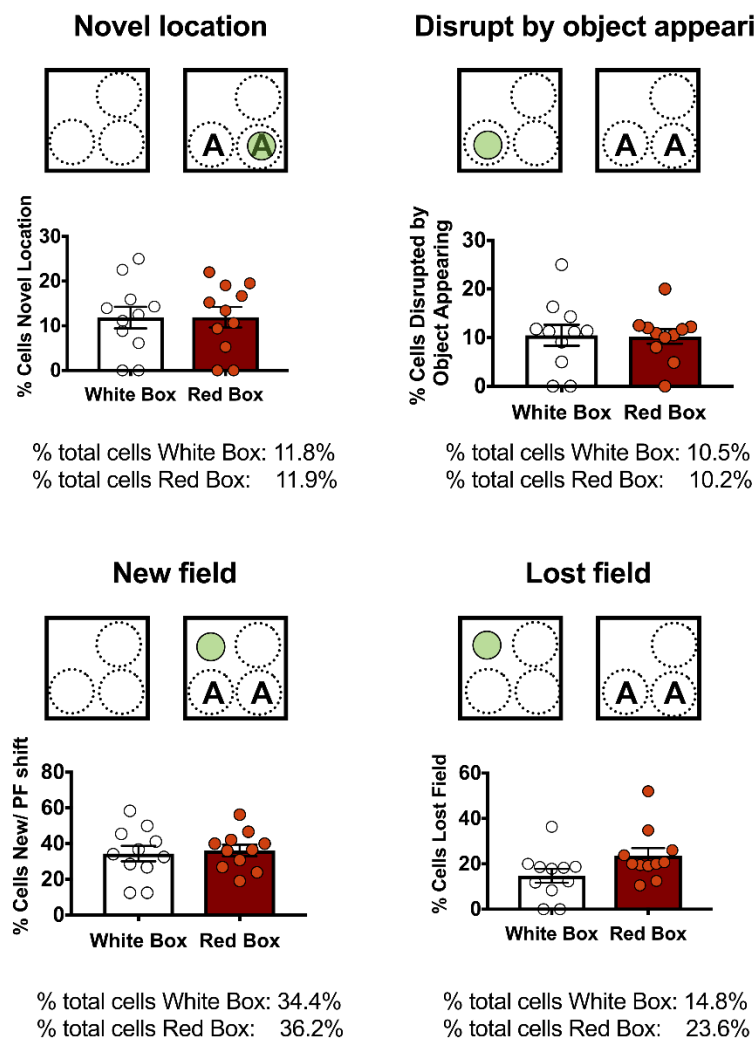 Novel location
A A
% Cells Novel Location
30
20
10
0
White Box Red Box
% total cells White Box: 11.8%
% total cells Red Box: 11.9%
Disrupt by object appeari
A A
% Cells Disrupted by
Object Appearing
30
20
10
0
White Box Red Box
% total cells White Box: 10.5%
% total cells Red Box: 10.2%
New field
A A
% Cells New/ PF shift
80
60
40
20
0
White Box Red Box
% total cells White Box: 34.4%
% total cells Red Box: 36.2%
Lost field
A A
% Cells Lost Field
60
40
20
0
White Box Red Box
% total cells White Box: 14.8%
% total cells Red Box: 23.6%